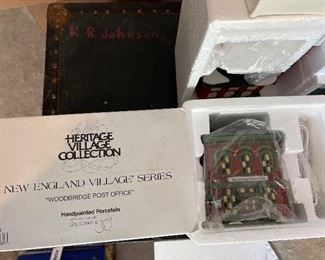 K.R. Johnson
HERITAGE
VILLAGE
COLLECTION
NEW ENGLAND VILLAGE® SERIES
"WOODBRIDGE POST OFFICE"
Handpainted Porcelain